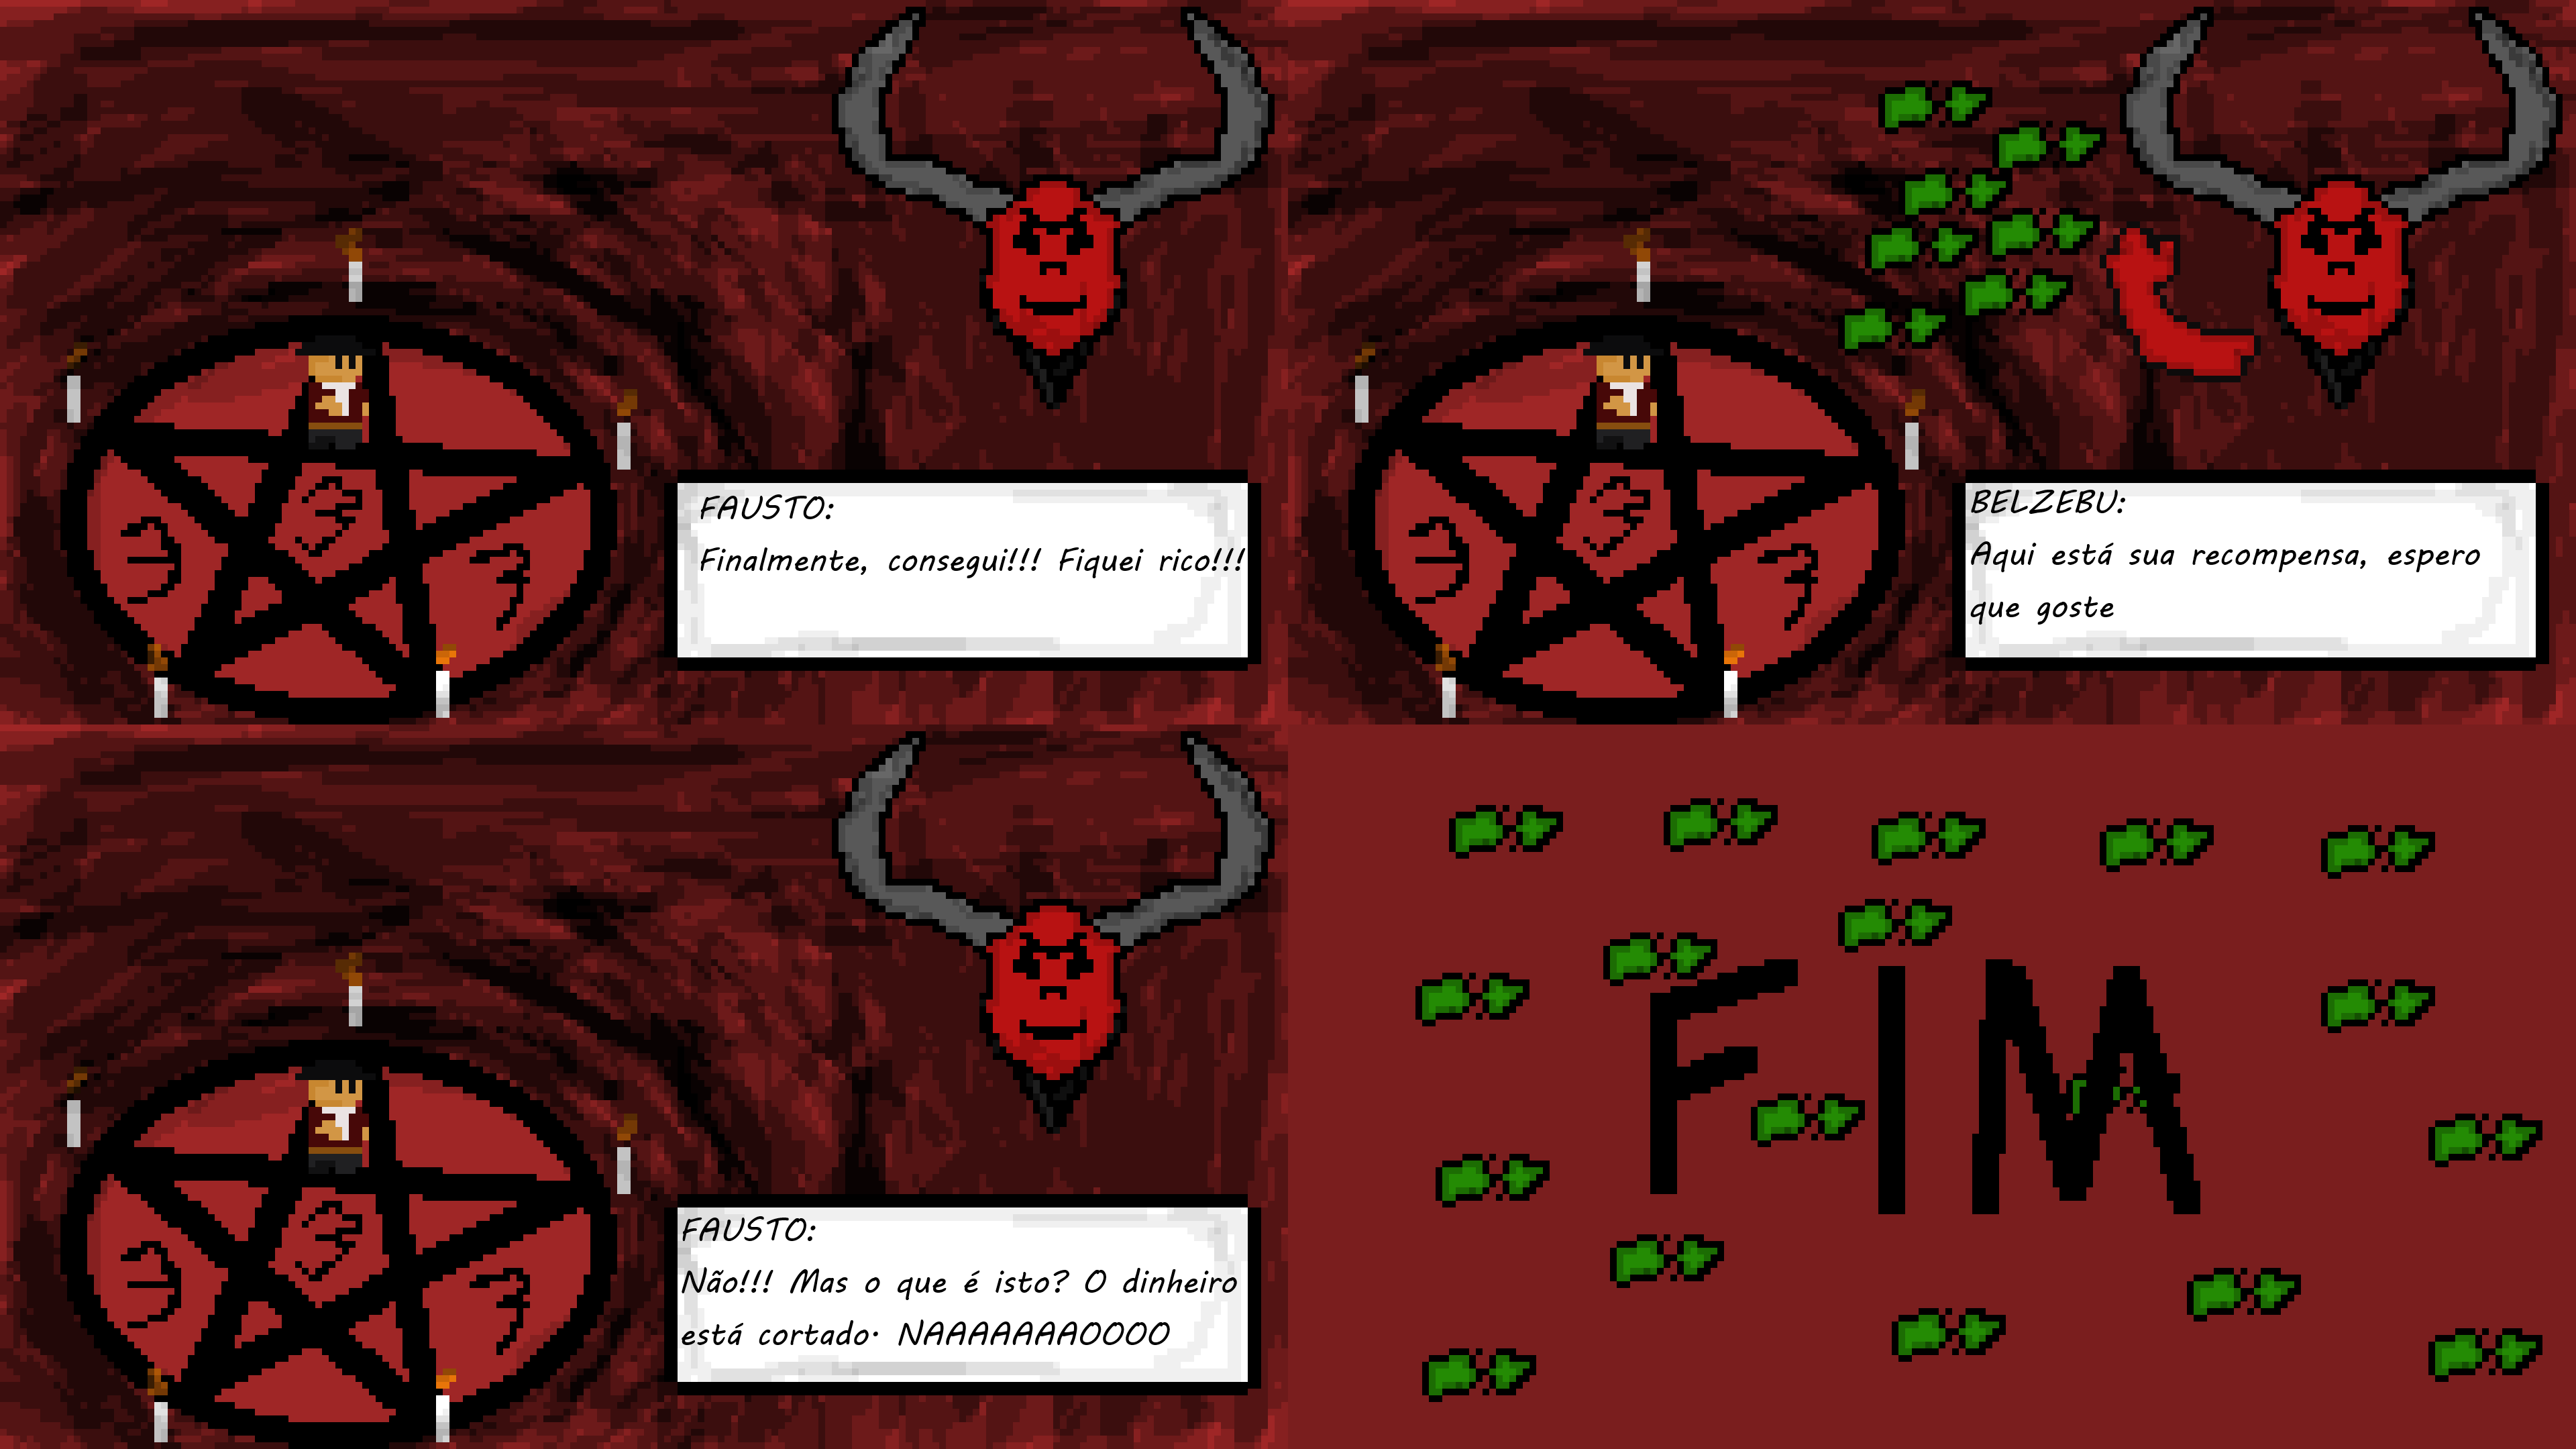 FAUSTO:
Finalmente, consegui!!! Fiquei rico!!!
BELZEBU:
Aqui está sua recompensa, espero
que goste
FAUSTO:
Não!!! Mas o que é isto? O dinheiro
está cortado. NAAAAAAAOOOO
FIM